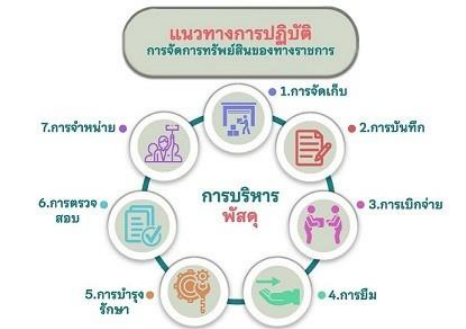 แนวทางการปฏิบัติ
การจัดการทรัพย์สินของทางราชการ
1.การจัดเก็บ
2.การบันทึก
3.การเบิกจ่าย
4.การยืม
5.การบำรุง
รักษา
6.การตรวจ
สอบ
7.การจำหน่าย
การบริหาร
พัสดุ